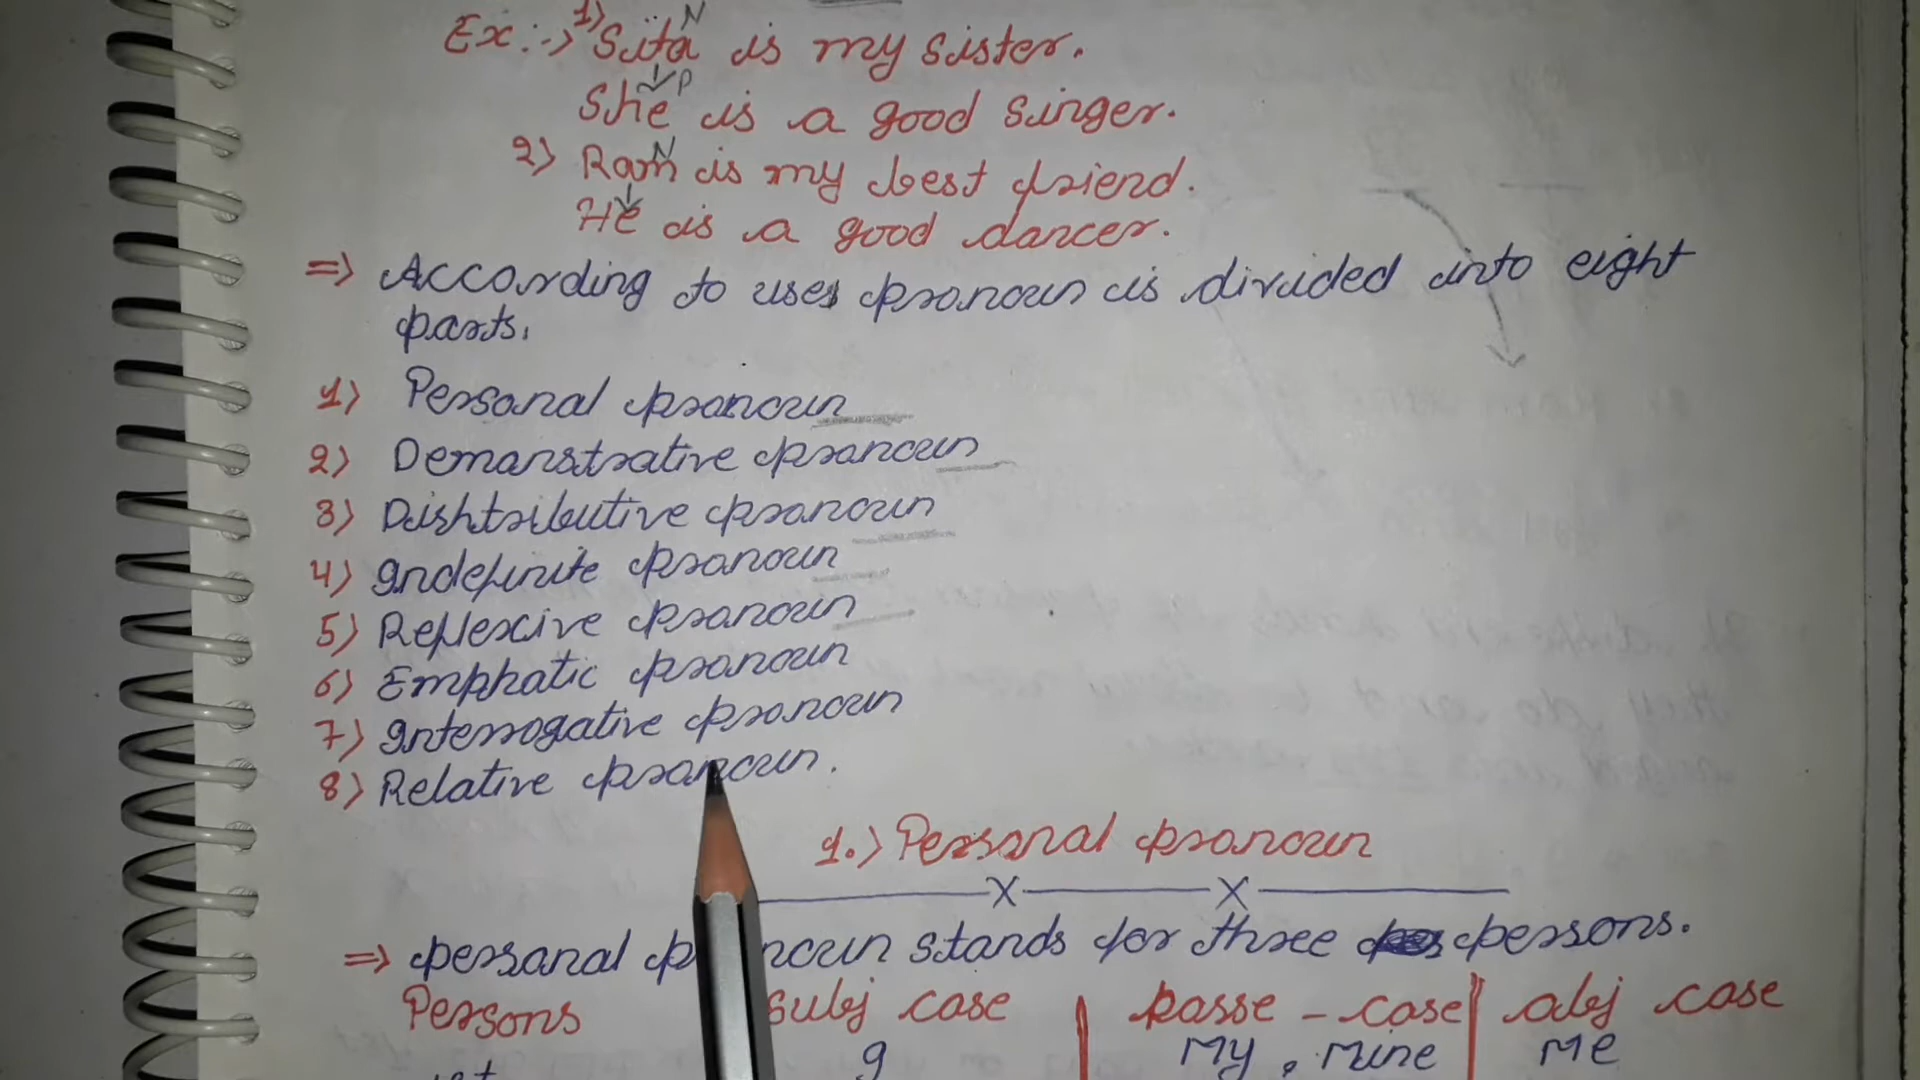 Ex :-> 1) Sita N is my sister.
She P is a good singer.
2) Ram N is my best friend.
He is a good dancer.
=> According to uses pronoun is divided into eight
parts.
1) Personal pronoun
2) Demanstrative pronoun
3) Dishtributive pronoun
4) Indefinite pronoun
5) Reflexive pronoun
6) Emphatic pronoun
7) Interrogative pronoun
8) Relative pronoun.
1.) Personal pronoun
X X
=> personal pronoun stands for three persons.
Persons subj case posse - case obj case
I My, Mine Me